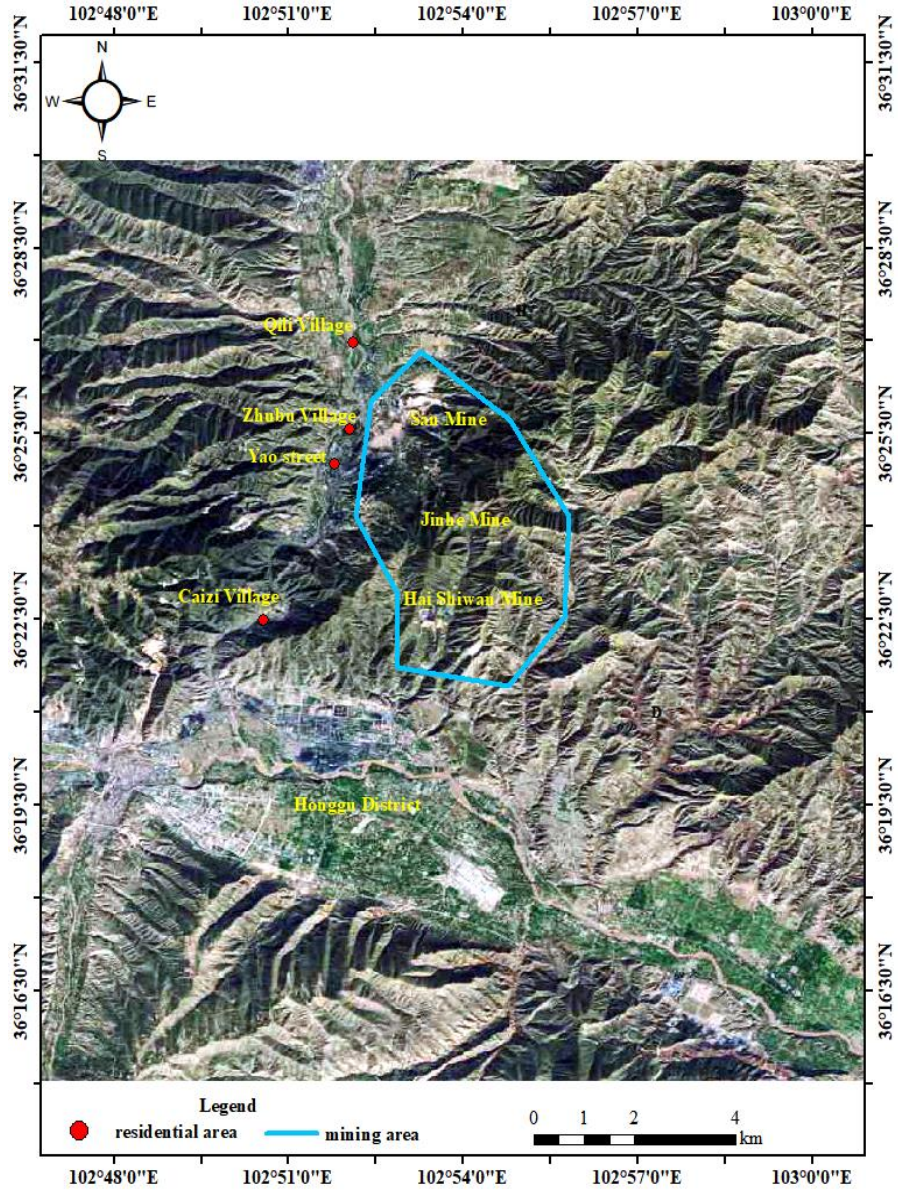 102°48'0"E 102°51'0"E 102°54'0"E 102°57'0"E 103°0'0"E
36°31'30"N 36°31'30"N
N
W E
S
36°28'30"N 36°28'30"N
Qili Village
Zhubu Village
San Mine
36°25'30"N 36°25'30"N
Yao street
Jinhe Mine
Caizi Village
Hai Shiwan Mine
36°22'30"N 36°22'30"N
D
Honggu District
36°19'30"N 36°19'30"N
36°16'30"N 36°16'30"N
Legend
residential area mining area
0 1 2 4
km
102°48'0"E 102°51'0"E 102°54'0"E 102°57'0"E 103°0'0"E